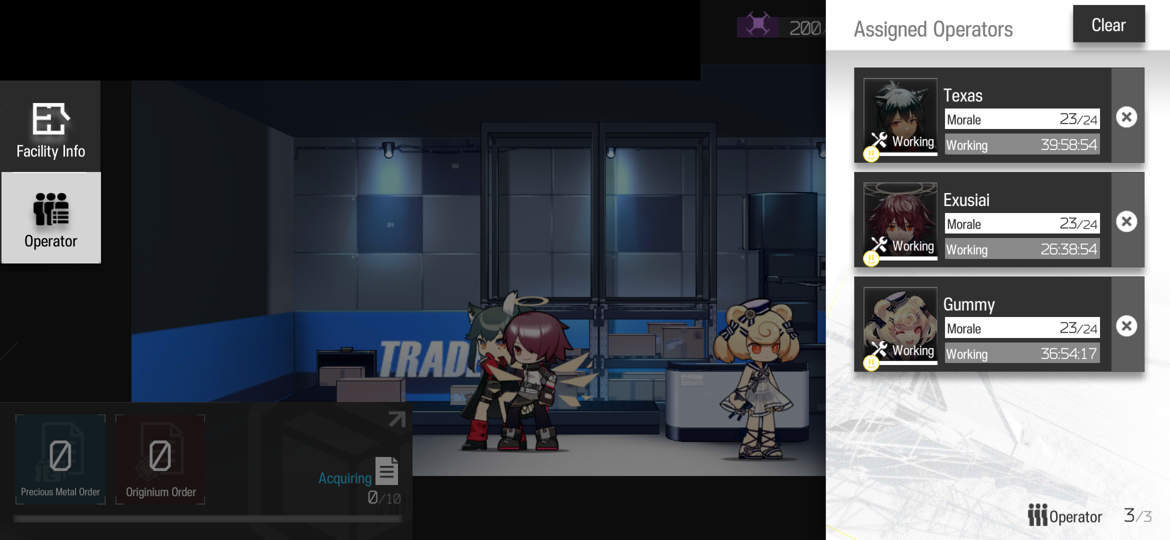 200
Assigned Operators
Clear
Facility Info
Operator
Texas
Morale 23/24
Working
Working 39:58:54
Exusiai
Morale 23/24
Working
Working 26:38:54
Gummy
Morale 23/24
Working
Working 36:54:17
TRAD
0
0
Precious Metal Order
Originium Order
Acquiring
0/10
Operator 3/3